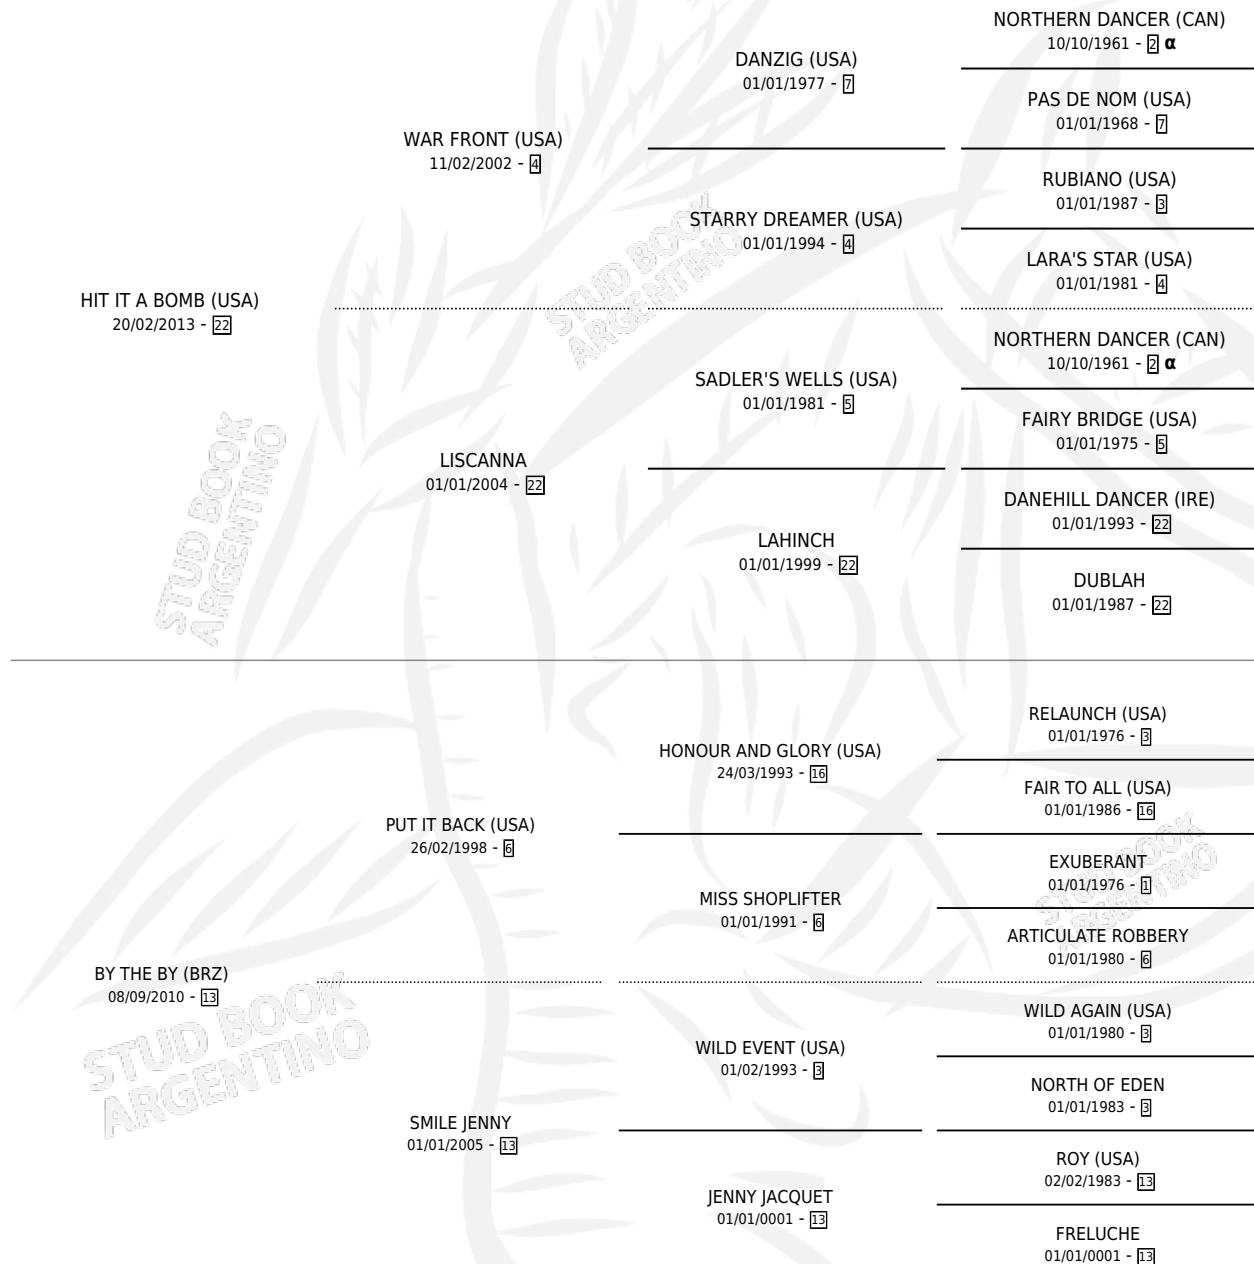 NORTHERN DANCER (CAN)
10/10/1961 - 2 α
DANZIG (USA)
01/01/1977 - 7
PAS DE NOM (USA)
01/01/1968 - 7
WAR FRONT (USA)
11/02/2002 - 4
RUBIANO (USA)
01/01/1987 - 3
STARRY DREAMER (USA)
01/01/1994 - 4
LARA'S STAR (USA)
01/01/1981 - 4
HIT IT A BOMB (USA)
20/02/2013 - 22
STUD BOOK
ARGENTINO
NORTHERN DANCER (CAN)
10/10/1961 - 2 α
SADLER'S WELLS (USA)
01/01/1981 - 5
FAIRY BRIDGE (USA)
01/01/1975 - 5
LISCANNA
01/01/2004 - 22
DANEHILL DANCER (IRE)
01/01/1993 - 22
LAHINCH
01/01/1999 - 22
DUBLAH
01/01/1987 - 22
STUD BOOK
ARGENTINO
RELAUNCH (USA)
01/01/1976 - 3
HONOUR AND GLORY (USA)
24/03/1993 - 16
FAIR TO ALL (USA)
01/01/1986 - 16
PUT IT BACK (USA)
26/02/1998 - 6
EXUBERANT
01/01/1976 - 1
MISS SHOPLIFTER
01/01/1991 - 6
ARTICULATE ROBBERY
01/01/1980 - 6
STUD BOOK
ARGENTINO
BY THE BY (BRZ)
08/09/2010 - 13
WILD AGAIN (USA)
01/01/1980 - 3
WILD EVENT (USA)
01/02/1993 - 3
NORTH OF EDEN
01/01/1983 - 3
STUD BOOK
ARGENTINO
SMILE JENNY
01/01/2005 - 13
ROY (USA)
02/02/1983 - 13
JENNY JACQUET
01/01/0001 - 13
FRELUCHE
01/01/0001 - 13